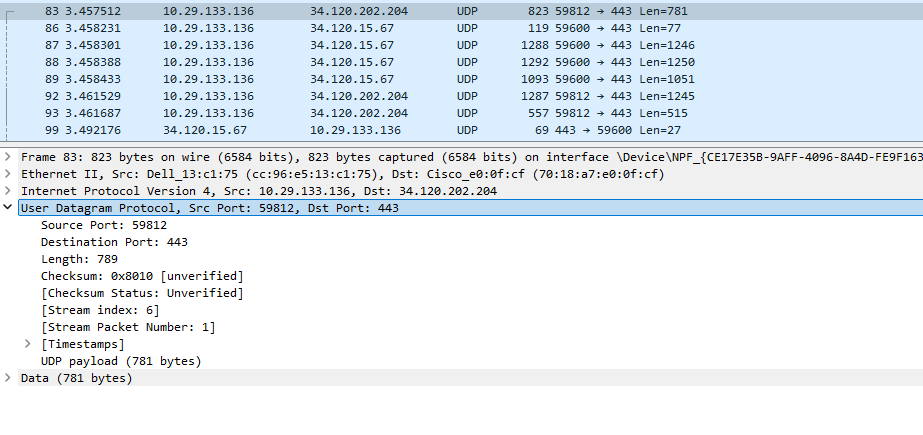 83 3.457512 10.29.133.136 34.120.202.204 UDP 823 59812 → 443 Len=781
86 3.458231 10.29.133.136 34.120.15.67 UDP 119 59600 → 443 Len=77
87 3.458301 10.29.133.136 34.120.15.67 UDP 1288 59600 → 443 Len=1246
88 3.458388 10.29.133.136 34.120.15.67 UDP 1292 59600 → 443 Len=1250
89 3.458433 10.29.133.136 34.120.15.67 UDP 1093 59600 → 443 Len=1051
92 3.461529 10.29.133.136 34.120.202.204 UDP 1287 59812 → 443 Len=1245
93 3.461687 10.29.133.136 34.120.202.204 UDP 557 59812 → 443 Len=515
99 3.492176 34.120.15.67 10.29.133.136 UDP 69 443 → 59600 Len=27
Frame 83: 823 bytes on wire (6584 bits), 823 bytes captured (6584 bits) on interface \Device\NPF_{CE17E35B-9AFF-4096-8A4D-FE9F163
Ethernet II, Src: Dell_13:c1:75 (cc:96:e5:13:c1:75), Dst: Cisco_e0:0f:cf (70:18:a7:e0:0f:cf)
Internet Protocol Version 4, Src: 10.29.133.136, Dst: 34.120.202.204
User Datagram Protocol, Src Port: 59812, Dst Port: 443
Source Port: 59812
Destination Port: 443
Length: 789
Checksum: 0x8010 [unverified]
[Checksum Status: Unverified]
[Stream index: 6]
[Stream Packet Number: 1]
[Timestamps]
UDP payload (781 bytes)
Data (781 bytes)